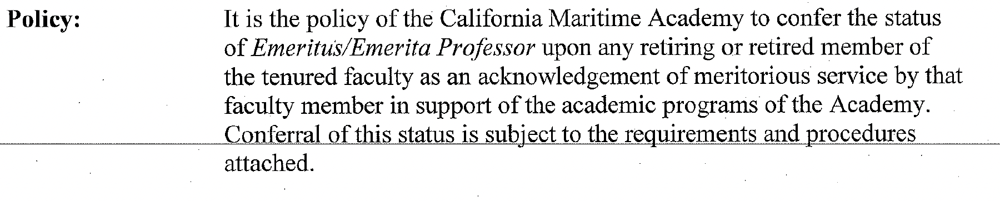 Policy: It is the policy of the California Maritime Academy to confer the status
of Emeritus/Emerita Professor upon any retiring or retired member of
the tenured faculty as an acknowledgement of meritorious service by that
faculty member in support of the academic programs of the Academy.
Conferral of this status is subject to the requirements and procedures
attached.